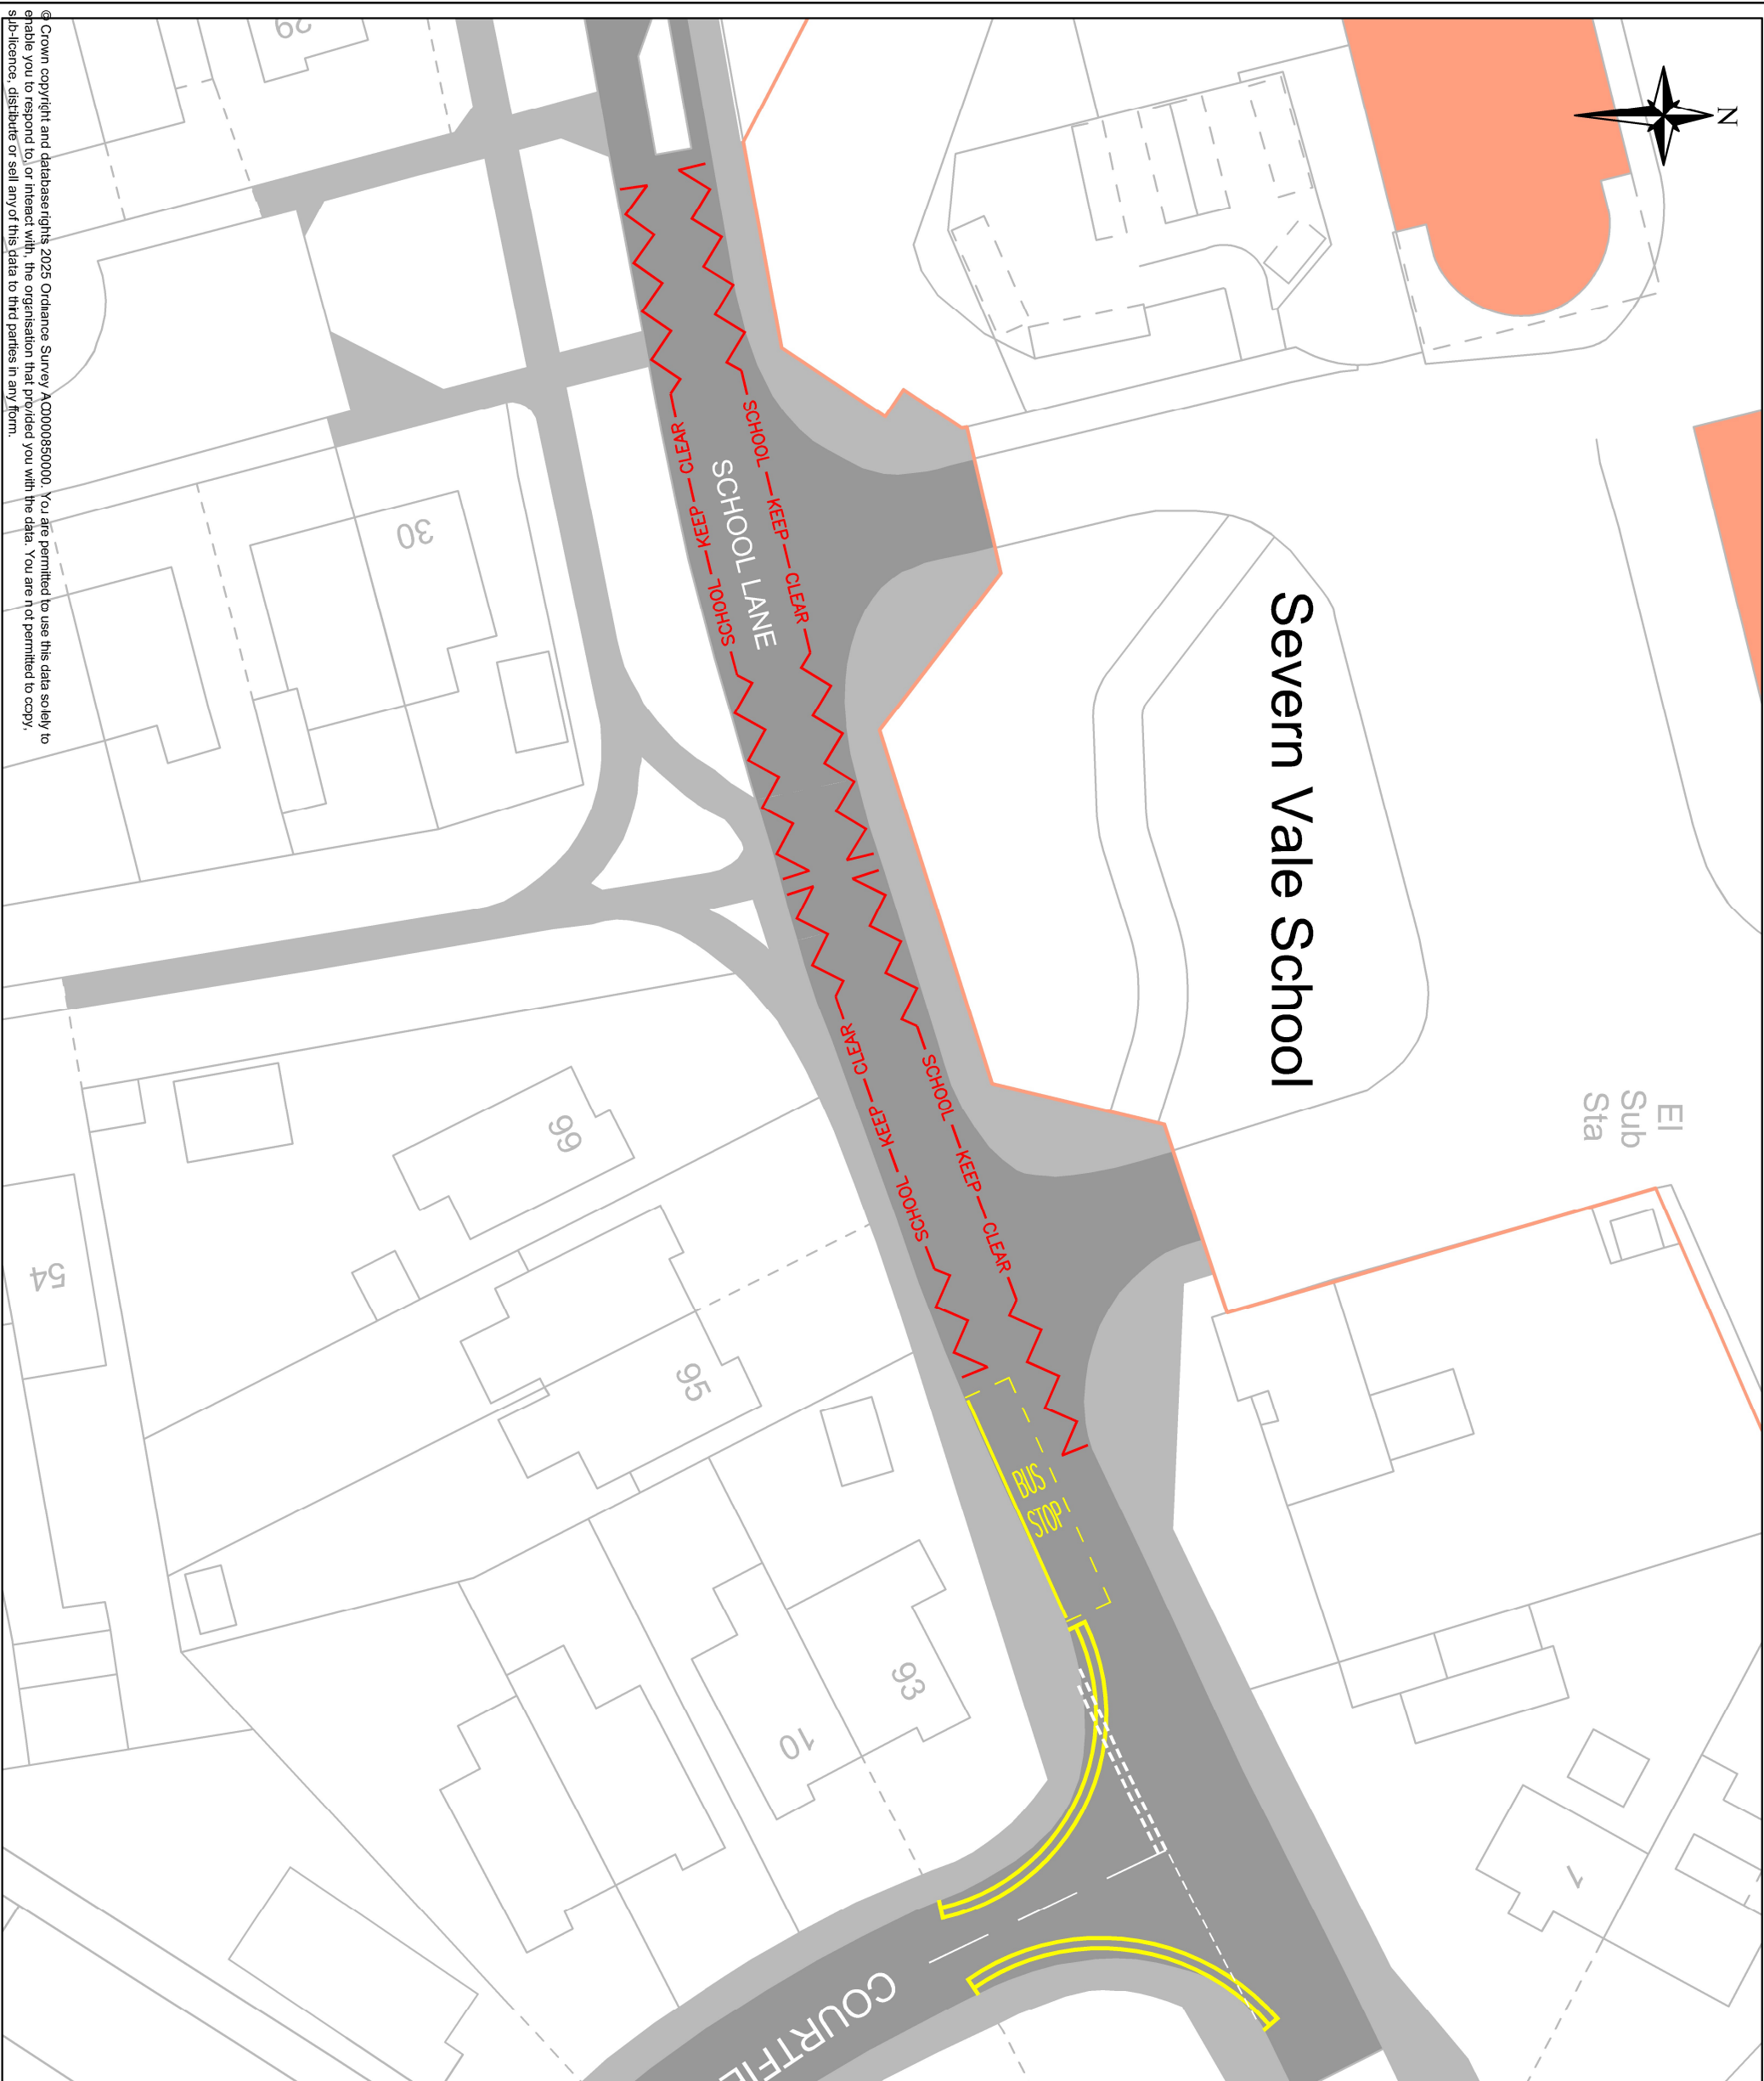 N
Severn Vale School
El
Sub
Sta
SCHOOL LANE
SCHOOL KEEP CLEAR
SCHOOL KEEP CLEAR
SCHOOL KEEP CLEAR
SCHOOL KEEP CLEAR
BUS
STOP
COURTFIE
29
30
99
95
93
10
54
7
© Crown copyright and database rights 2025 Ordnance Survey AC0000850000. You are permitted to use this data solely to
enable you to respond to, or interact with, the organisation that provided you with the data. You are not permitted to copy,
sub-licence, distribute or sell any of this data to third parties in any form.